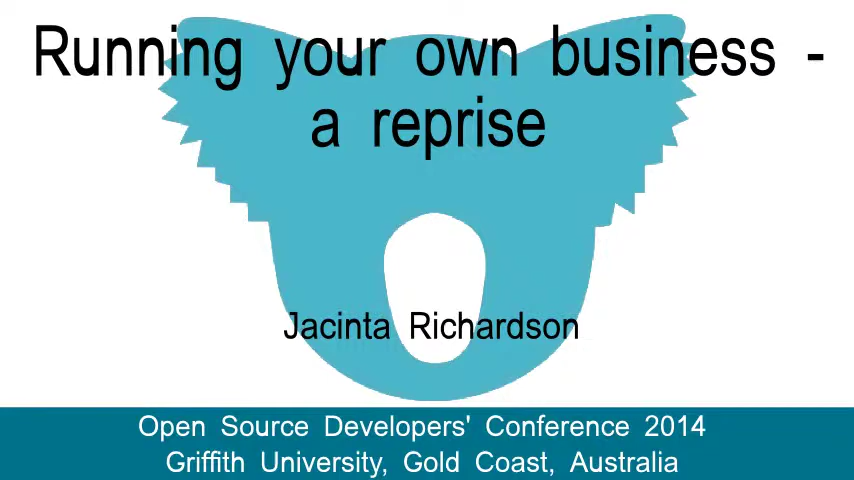 Running your own business -
a reprise
Jacinta Richardson
Open Source Developers' Conference 2014
Griffith University, Gold Coast, Australia